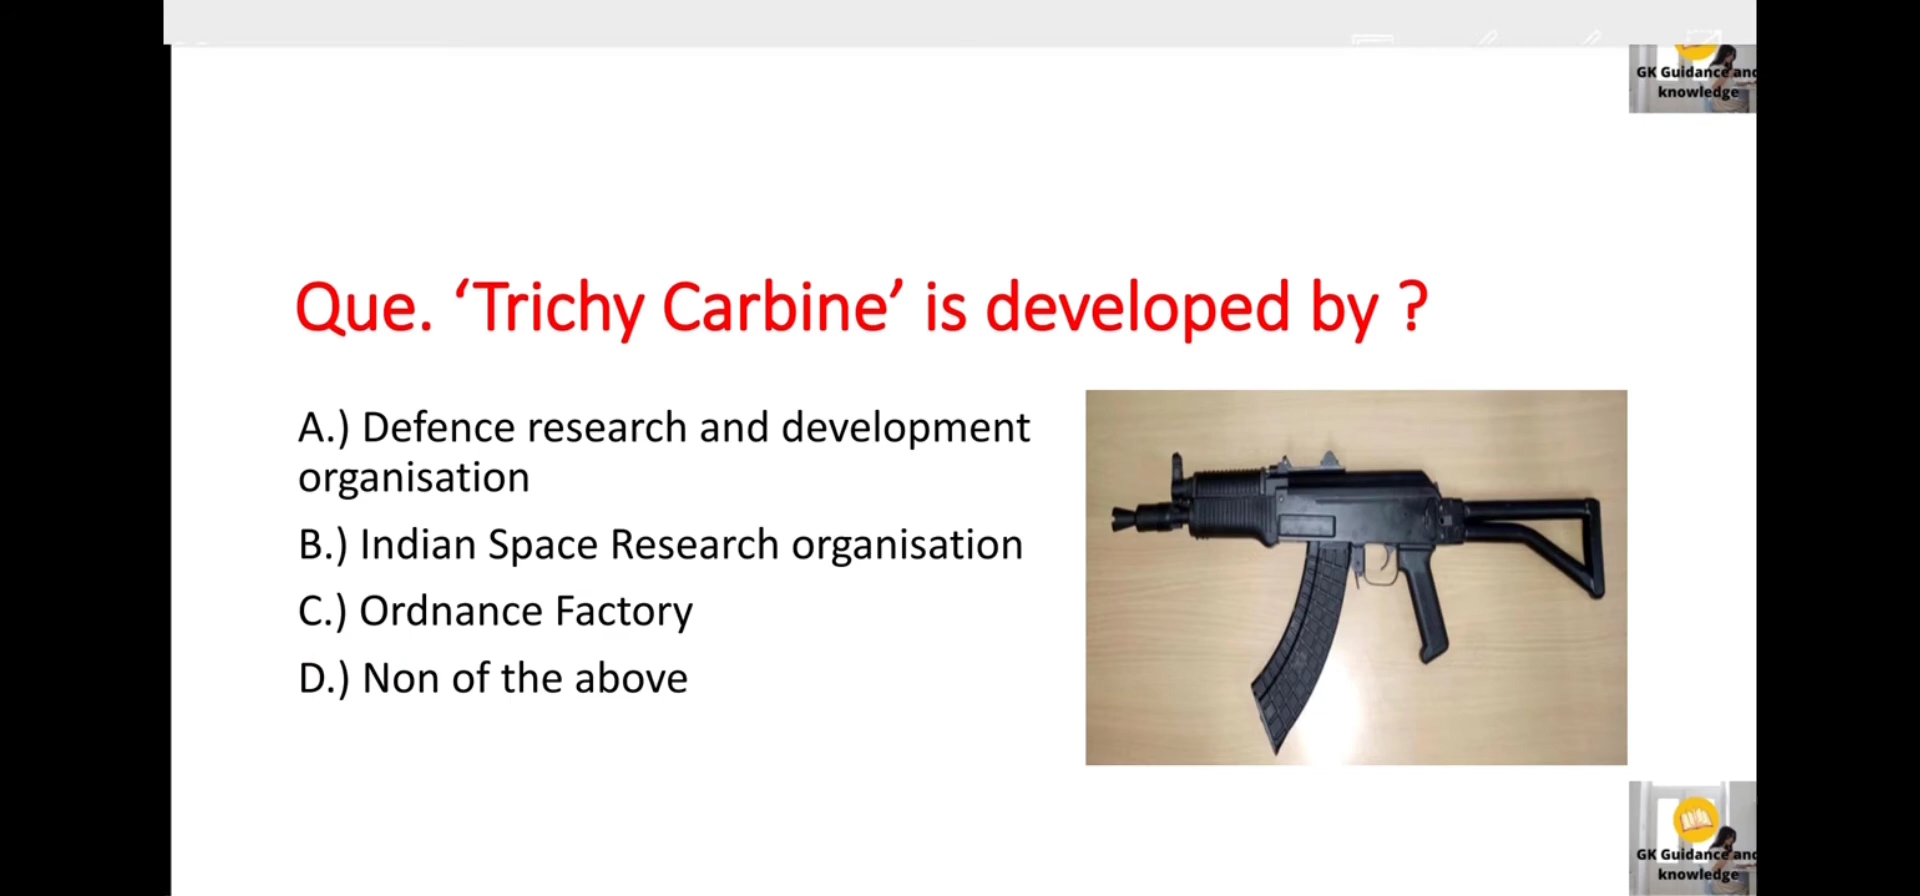 GK Guidance and
knowledge
Que. ‘Trichy Carbine’ is developed by ?
A.) Defence research and development
organisation
B.) Indian Space Research organisation
C.) Ordnance Factory
D.) Non of the above
GK Guidance and
knowledge